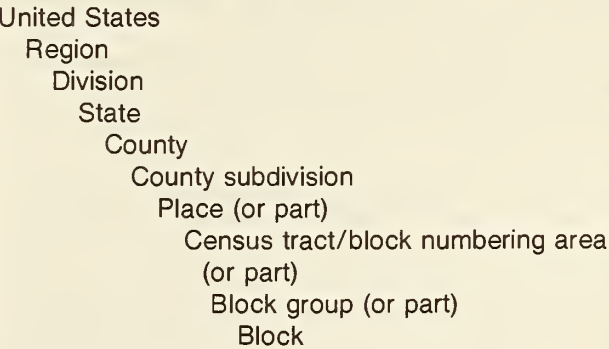 United States
Region
Division
State
County
County subdivision
Place (or part)
Census tract/block numbering area
(or part)
Block group (or part)
Block